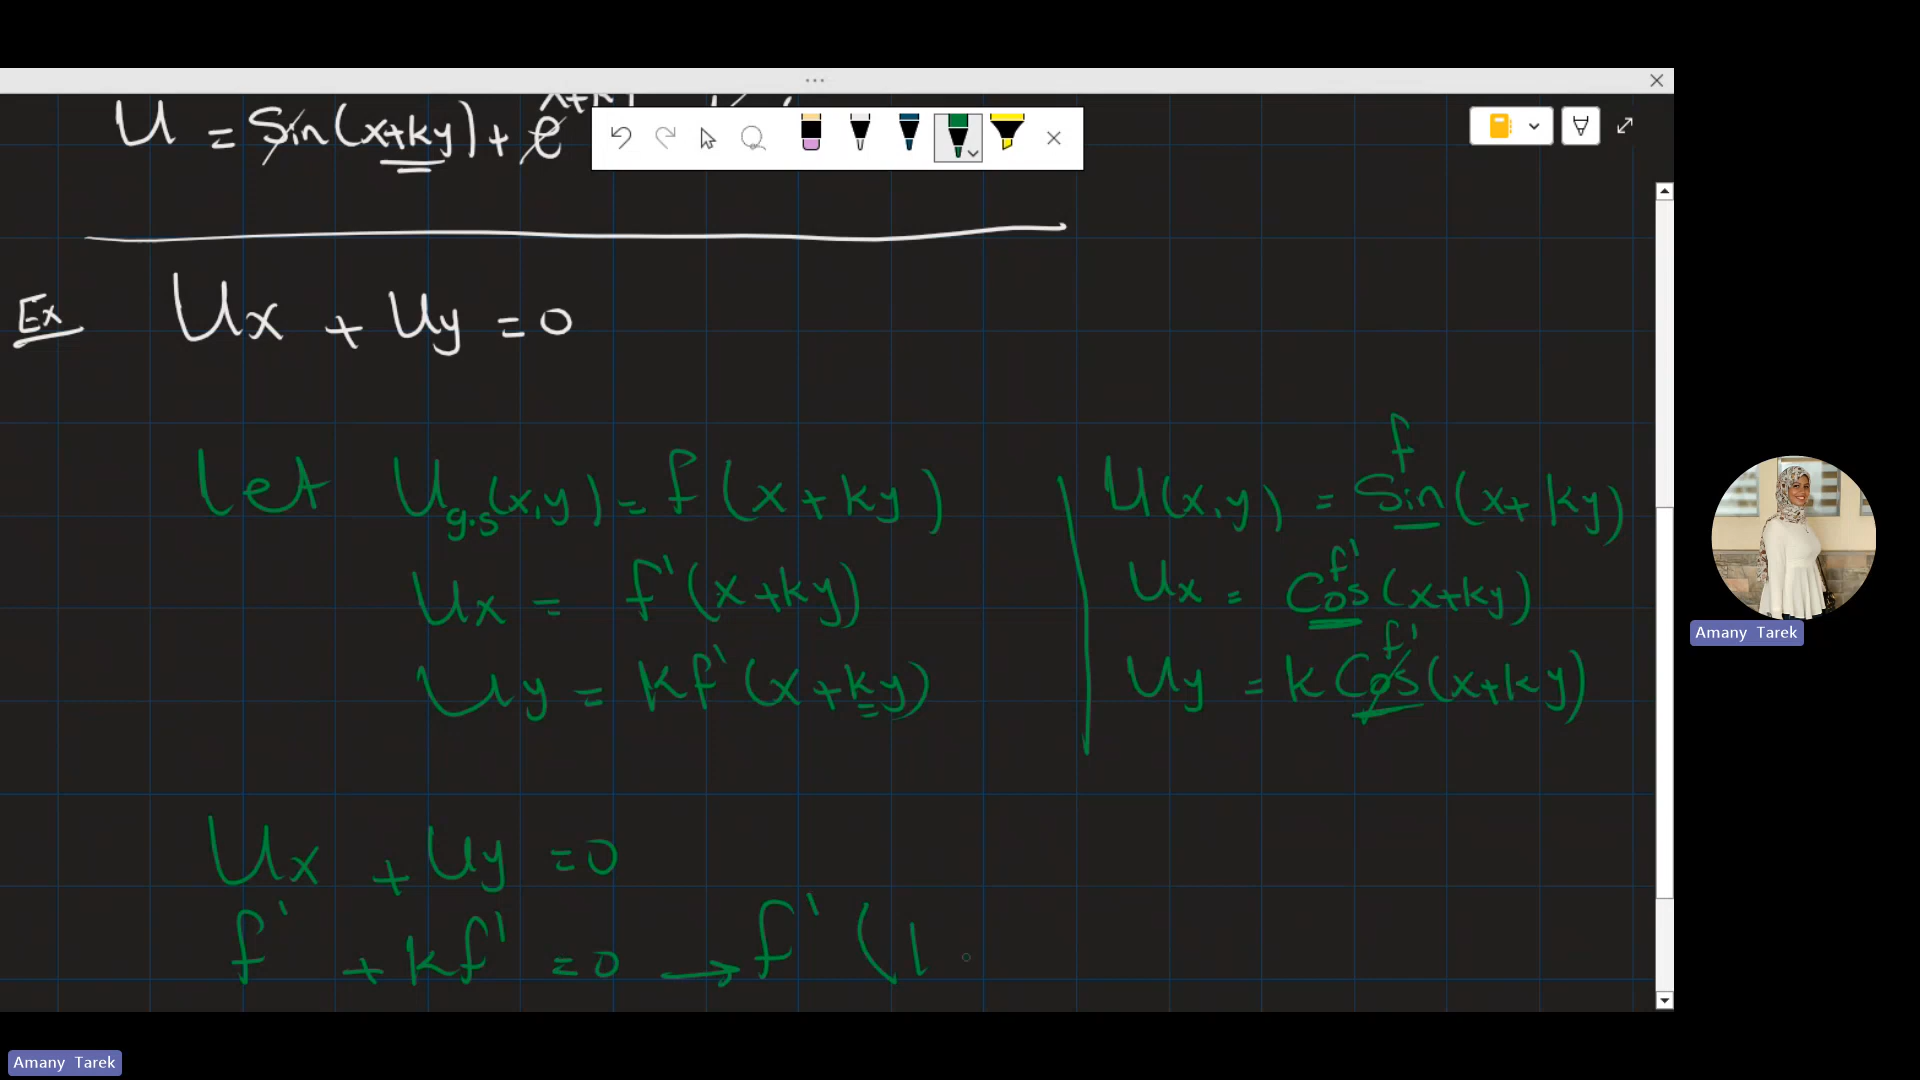 U = Sin(x+ky) + e
Ex Ux + Uy = 0
Let U g.s (x,y) = f(x+ky)
Ux = f'(x+ky)
Uy = kf'(x+ky)
f
U(x,y) = Sin(x+ky)
f'
Ux = Cos(x+ky)
f'
Uy = k Cos(x+ky)
Ux + Uy = 0
f' + kf' = 0 → f' (1
Amany Tarek
Amany Tarek